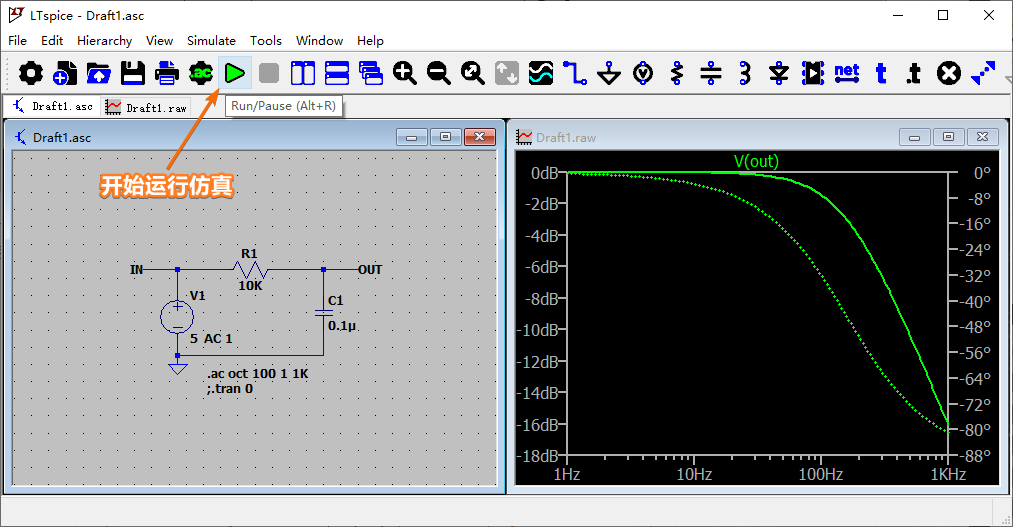 LTspice - Draft1.asc
File Edit Hierarchy View Simulate Tools Window Help
.ac net t .t
Draft1.asc Draft1.raw
Run/Pause (Alt+R)
Draft1.asc
开始运行仿真
IN
R1
10K
OUT
V1
5 AC 1
C1
0.1µ
.ac oct 100 1 1K
;.tran 0
Draft1.raw
V(out)
0dB
-2dB
-4dB
-6dB
-8dB
-10dB
-12dB
-14dB
-16dB
-18dB
0°
-8°
-16°
-24°
-32°
-40°
-48°
-56°
-64°
-72°
-80°
-88°
1Hz 10Hz 100Hz 1KHz